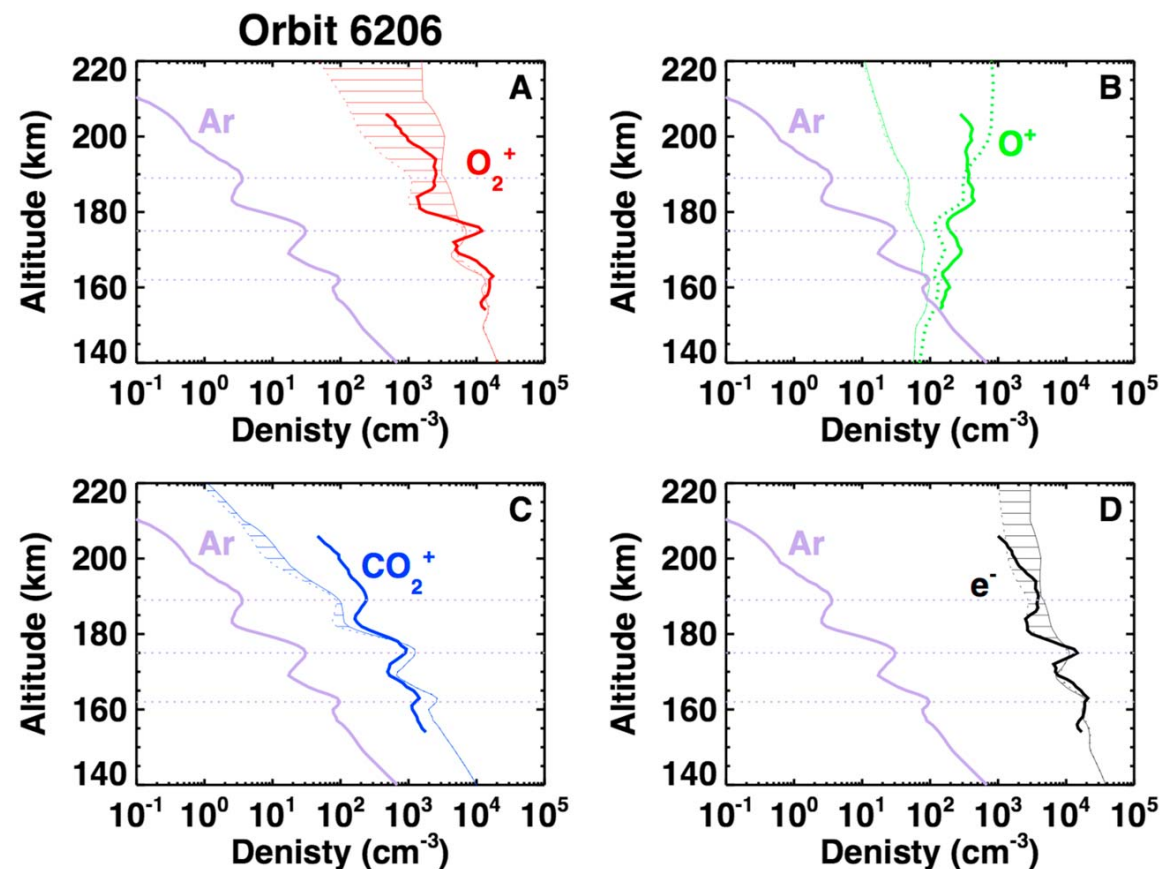 Orbit 6206
220
200
180
160
140
Altitude (km)
Ar
O₂⁺
A
10⁻¹ 10⁰ 10¹ 10² 10³ 10⁴ 10⁵
Denisty (cm⁻³)
220
200
180
160
140
Altitude (km)
Ar
O⁺
B
10⁻¹ 10⁰ 10¹ 10² 10³ 10⁴ 10⁵
Denisty (cm⁻³)
220
200
180
160
140
Altitude (km)
Ar
CO₂⁺
C
10⁻¹ 10⁰ 10¹ 10² 10³ 10⁴ 10⁵
Denisty (cm⁻³)
220
200
180
160
140
Altitude (km)
Ar
e⁻
D
10⁻¹ 10⁰ 10¹ 10² 10³ 10⁴ 10⁵
Denisty (cm⁻³)